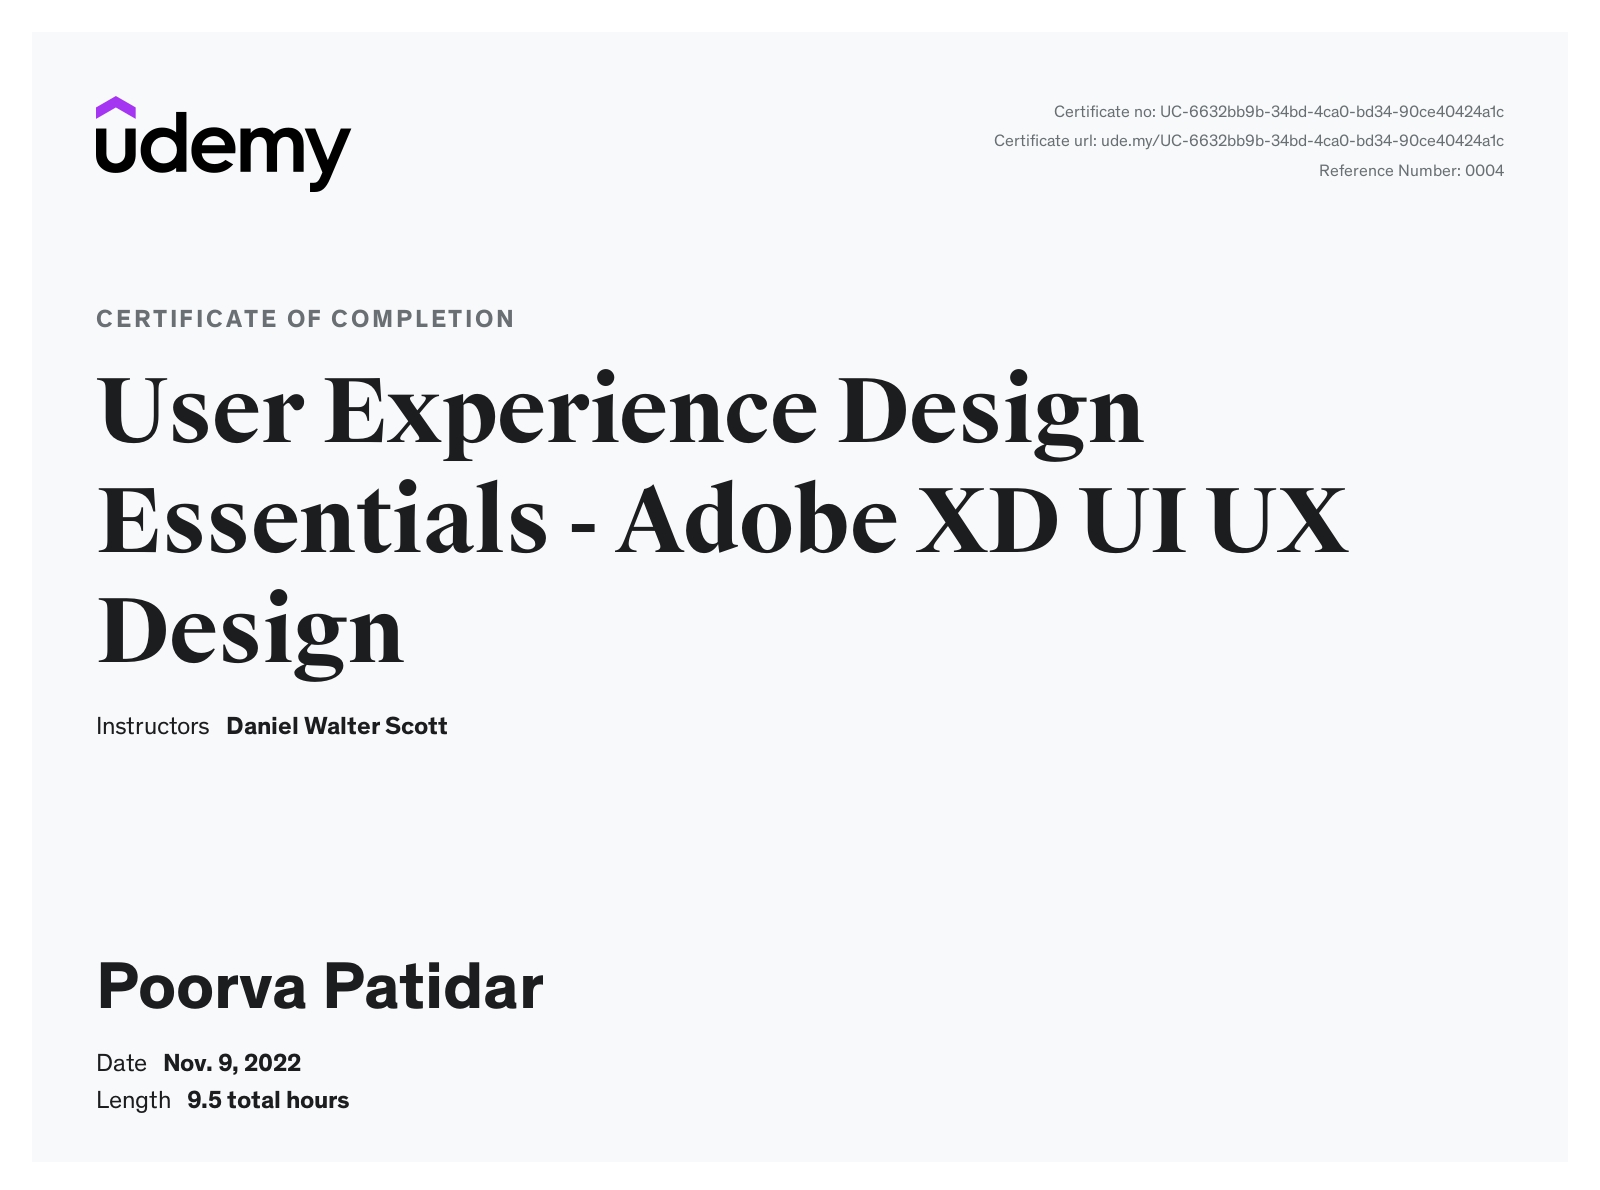 udemy
Certificate no: UC-6632bb9b-34bd-4ca0-bd34-90ce40424a1c
Certificate url: ude.my/UC-6632bb9b-34bd-4ca0-bd34-90ce40424a1c
Reference Number: 0004
CERTIFICATE OF COMPLETION
User Experience Design
Essentials - Adobe XD UI UX
Design
Instructors Daniel Walter Scott
Poorva Patidar
Date Nov. 9, 2022
Length 9.5 total hours